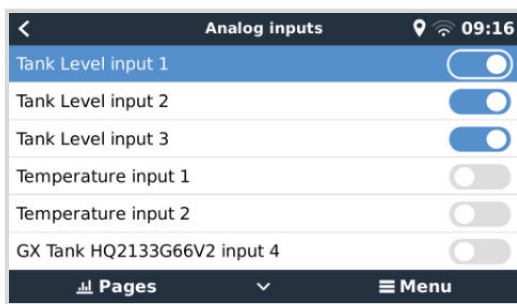 Analog inputs 09:16
Tank Level input 1
Tank Level input 2
Tank Level input 3
Temperature input 1
Temperature input 2
GX Tank HQ2133G66V2 input 4
Pages Menu